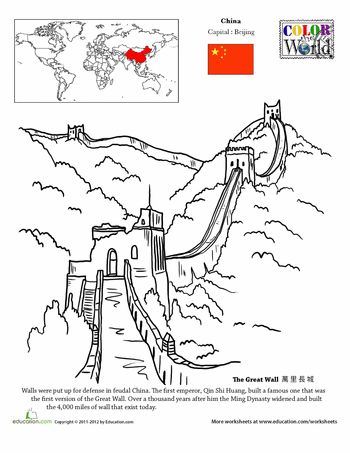 China
Capital : Beijing
COLOR
the
World
The Great Wall 萬里長城
Walls were put up for defense in feudal China. The first emperor, Qin Shi Huang, built a famous one that was
the first version of the Great Wall. Over a thousand years after him the Ming Dynasty widened and built
the 4,000 miles of wall that exist today.
education.com Copyright © 2011-2012 by Education.com
More worksheets at www.education.com/worksheets